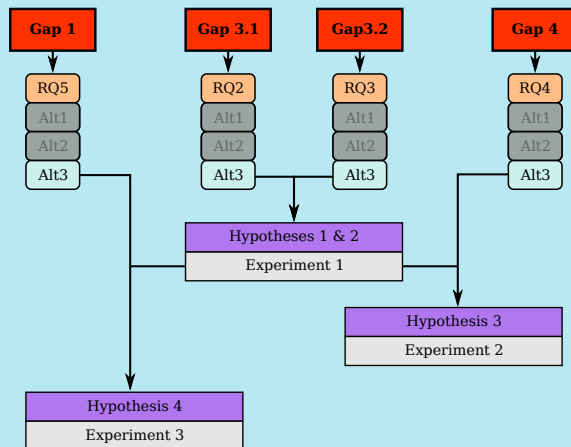 Gap 1
Gap 3.1
Gap3.2
Gap 4
RQ5
RQ2
RQ3
RQ4
Alt1
Alt1
Alt1
Alt1
Alt2
Alt2
Alt2
Alt2
Alt3
Alt3
Alt3
Alt3
Hypotheses 1 & 2
Experiment 1
Hypothesis 3
Experiment 2
Hypothesis 4
Experiment 3